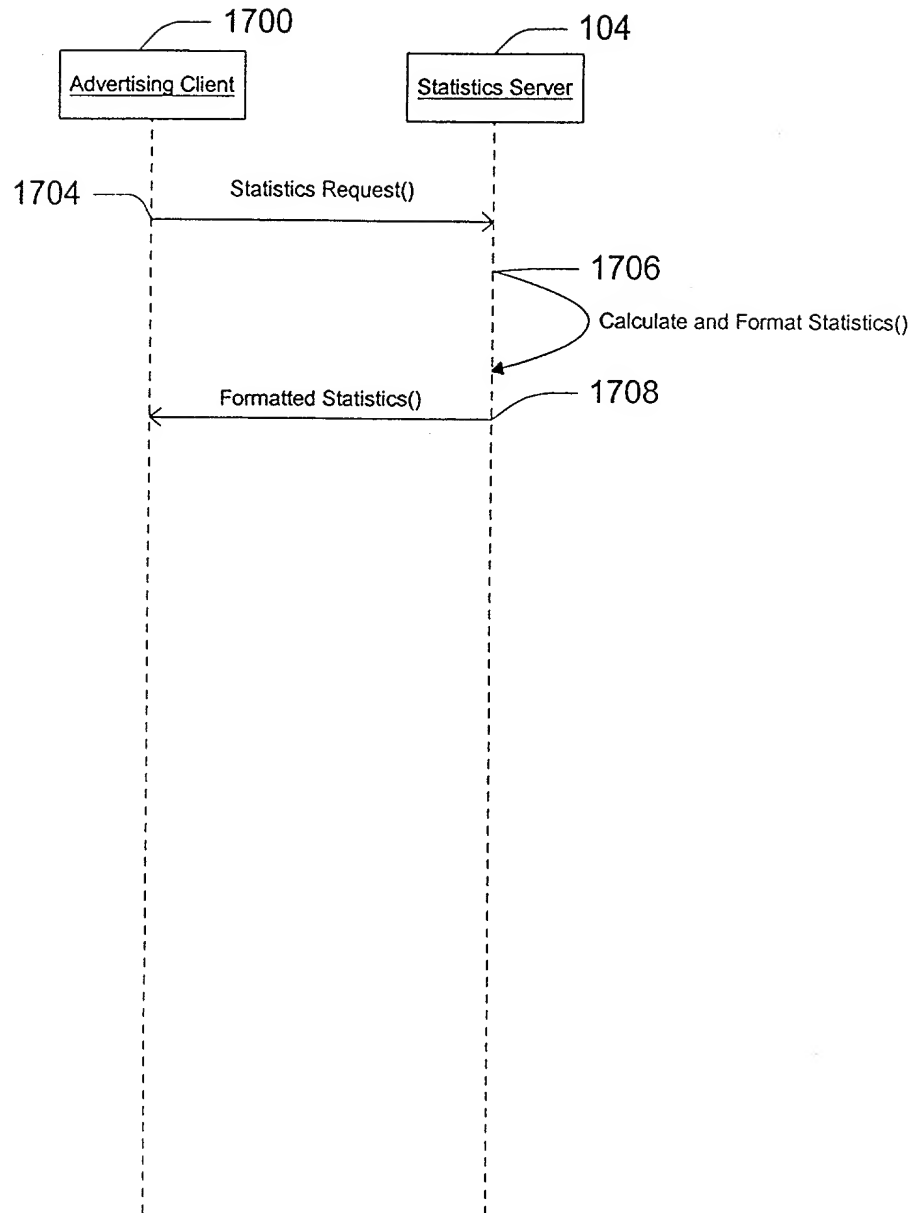 1700
104
Advertising Client
Statistics Server
1704
Statistics Request()
1706
Calculate and Format Statistics()
Formatted Statistics()
1708